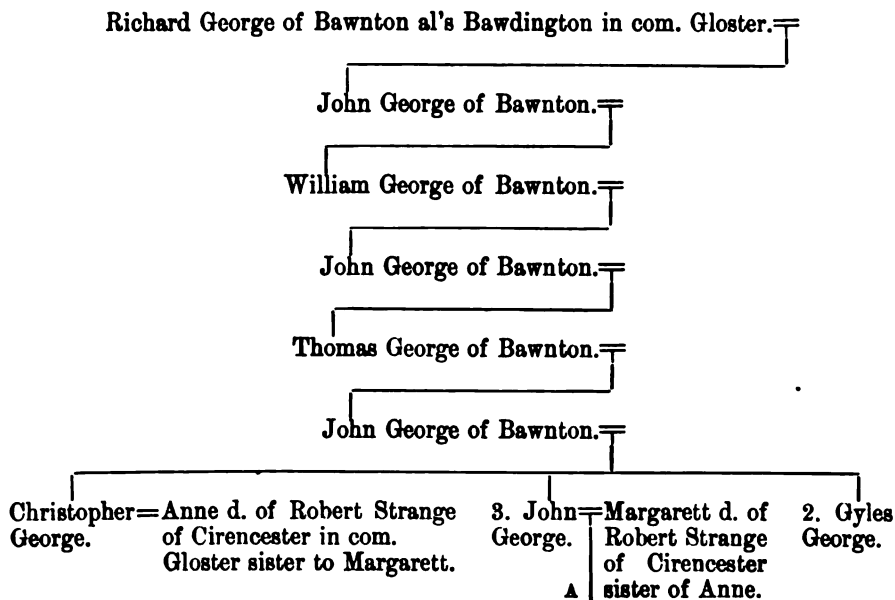 Richard George of Bawnton al's Bawdington in com. Gloster.=
John George of Bawnton.=
William George of Bawnton.=
John George of Bawnton.=
Thomas George of Bawnton.=
John George of Bawnton.=
Christopher=Anne d. of Robert Strange
George. of Cirencester in com.
Gloster sister to Margarett.
3. John=Margarett d. of
George. Robert Strange
of Cirencester
A sister of Anne.
2. Gyles
George.